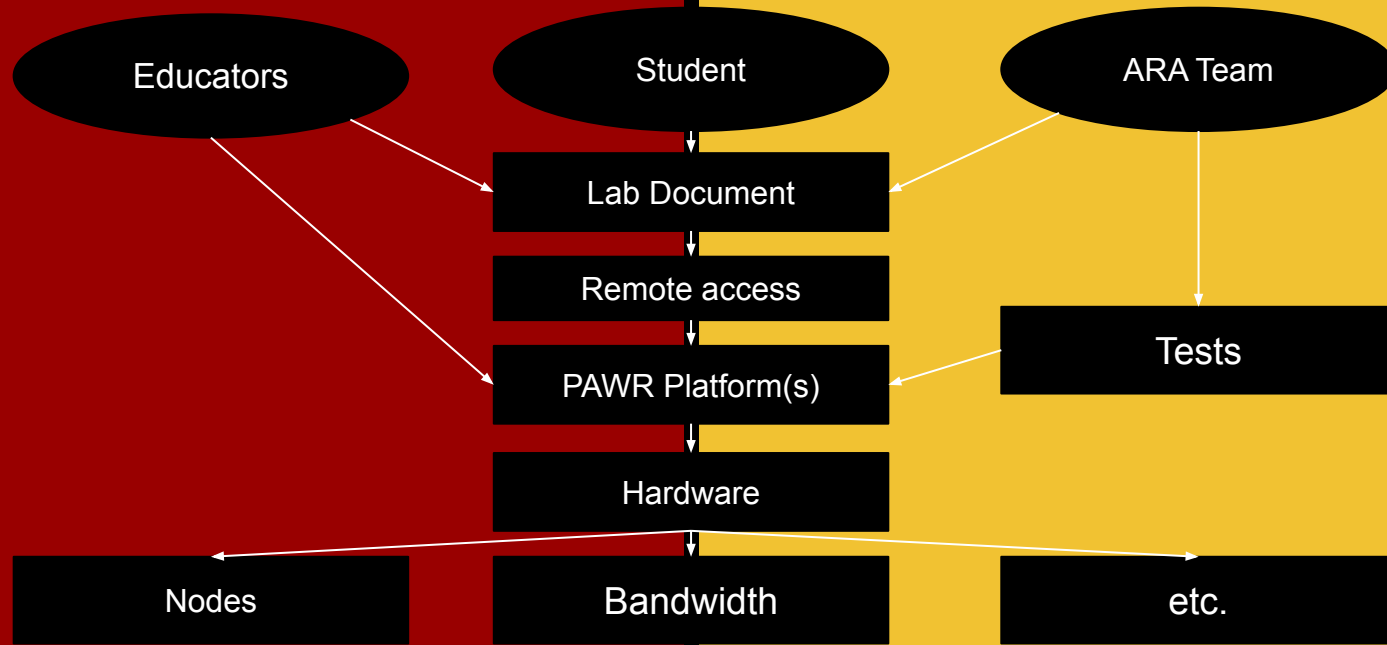 Educators
Student
ARA Team
Lab Document
Remote access
Tests
PAWR Platform(s)
Hardware
Nodes
Bandwidth
etc.